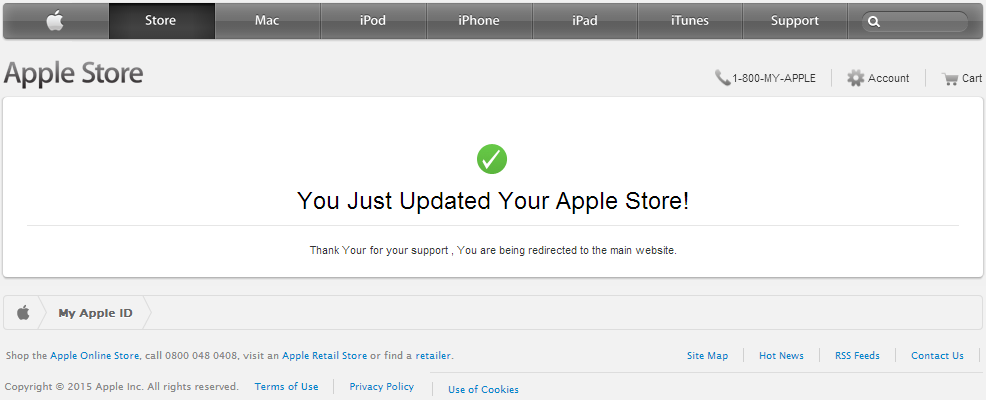 Store Mac iPod iPhone iPad iTunes Support
Apple Store
1-800-MY-APPLE Account Cart
You Just Updated Your Apple Store!
Thank Your for your support , You are being redirected to the main website.
My Apple ID
Shop the Apple Online Store, call 0800 048 0408, visit an Apple Retail Store or find a retailer.
Site Map Hot News RSS Feeds Contact Us
Copyright © 2015 Apple Inc. All rights reserved. Terms of Use Privacy Policy Use of Cookies